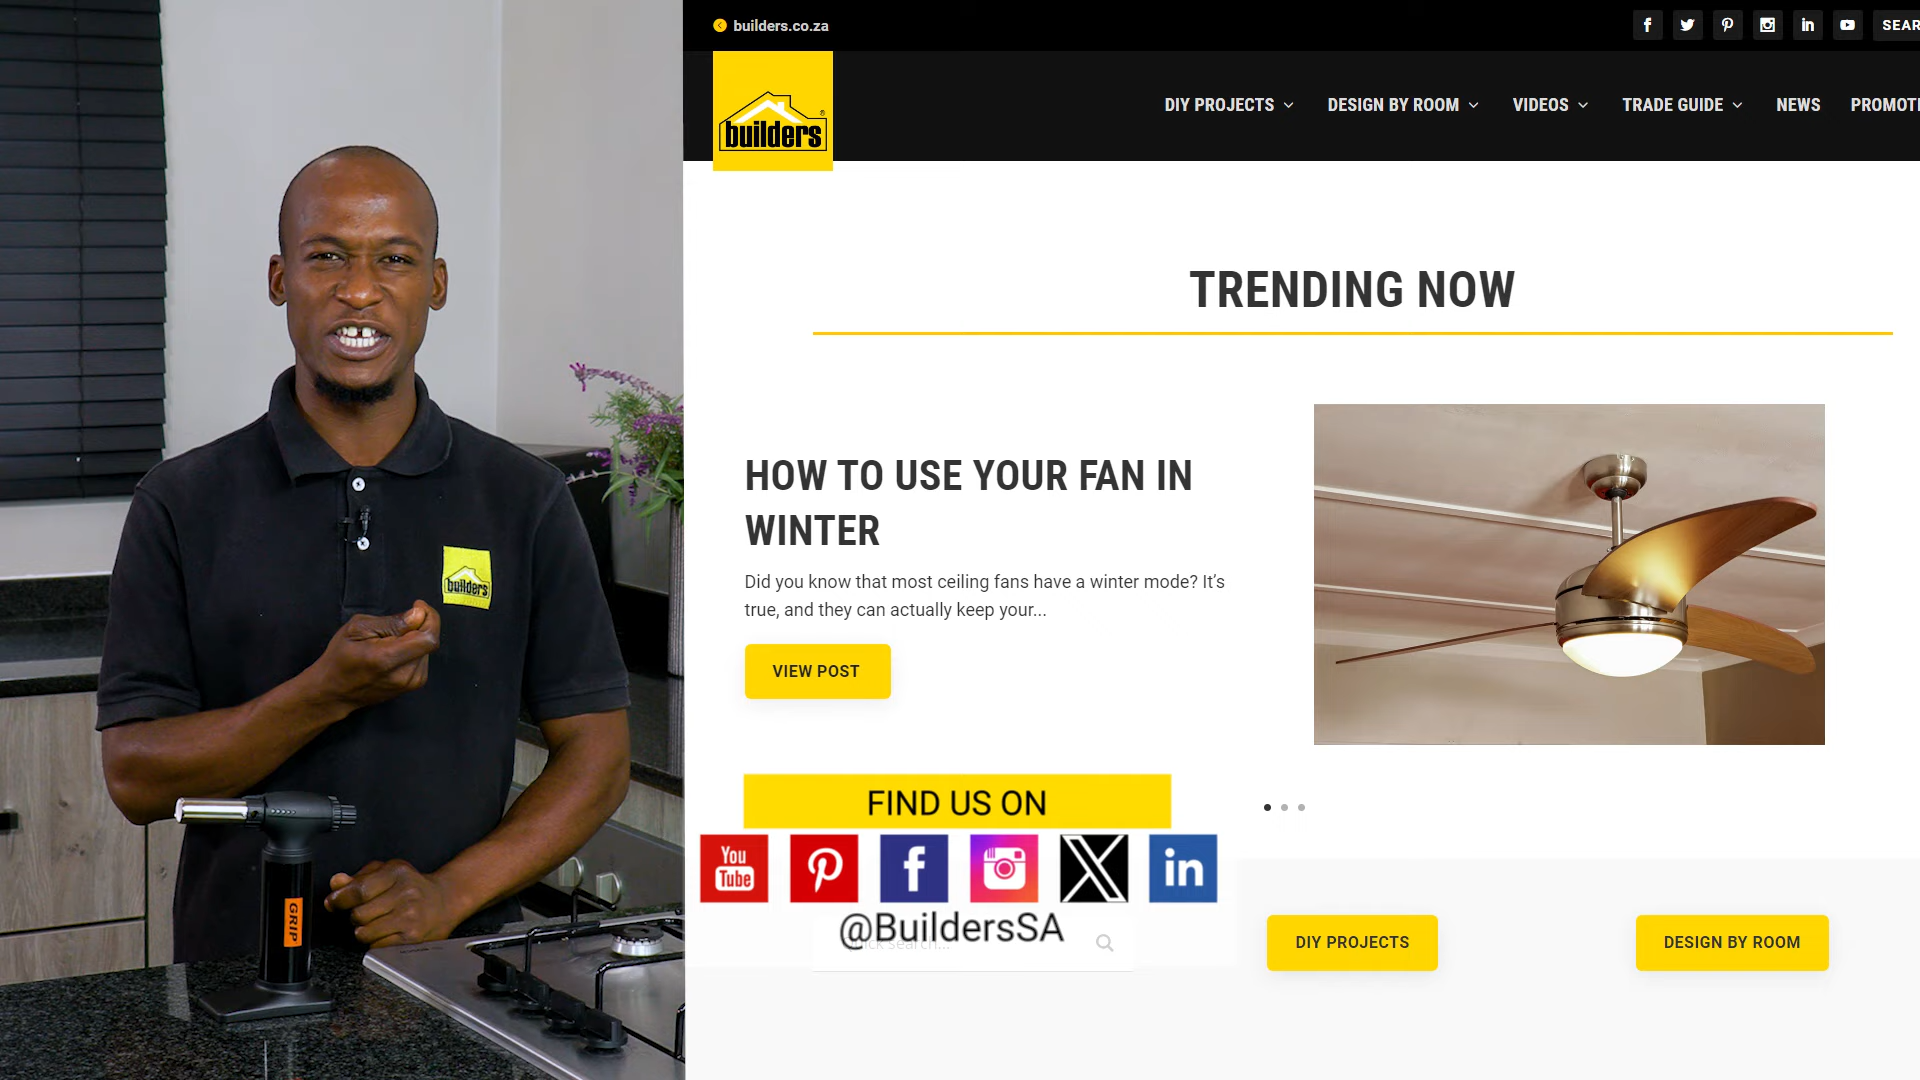 builders.co.za
SEAR
builders
DIY PROJECTS
DESIGN BY ROOM
VIDEOS
TRADE GUIDE
NEWS
PROMOTI
TRENDING NOW
HOW TO USE YOUR FAN IN
WINTER
Did you know that most ceiling fans have a winter mode? It’s
true, and they can actually keep your...
VIEW POST
FIND US ON
You
Tube
@BuildersSA
DIY PROJECTS
DESIGN BY ROOM
builders
GRIP